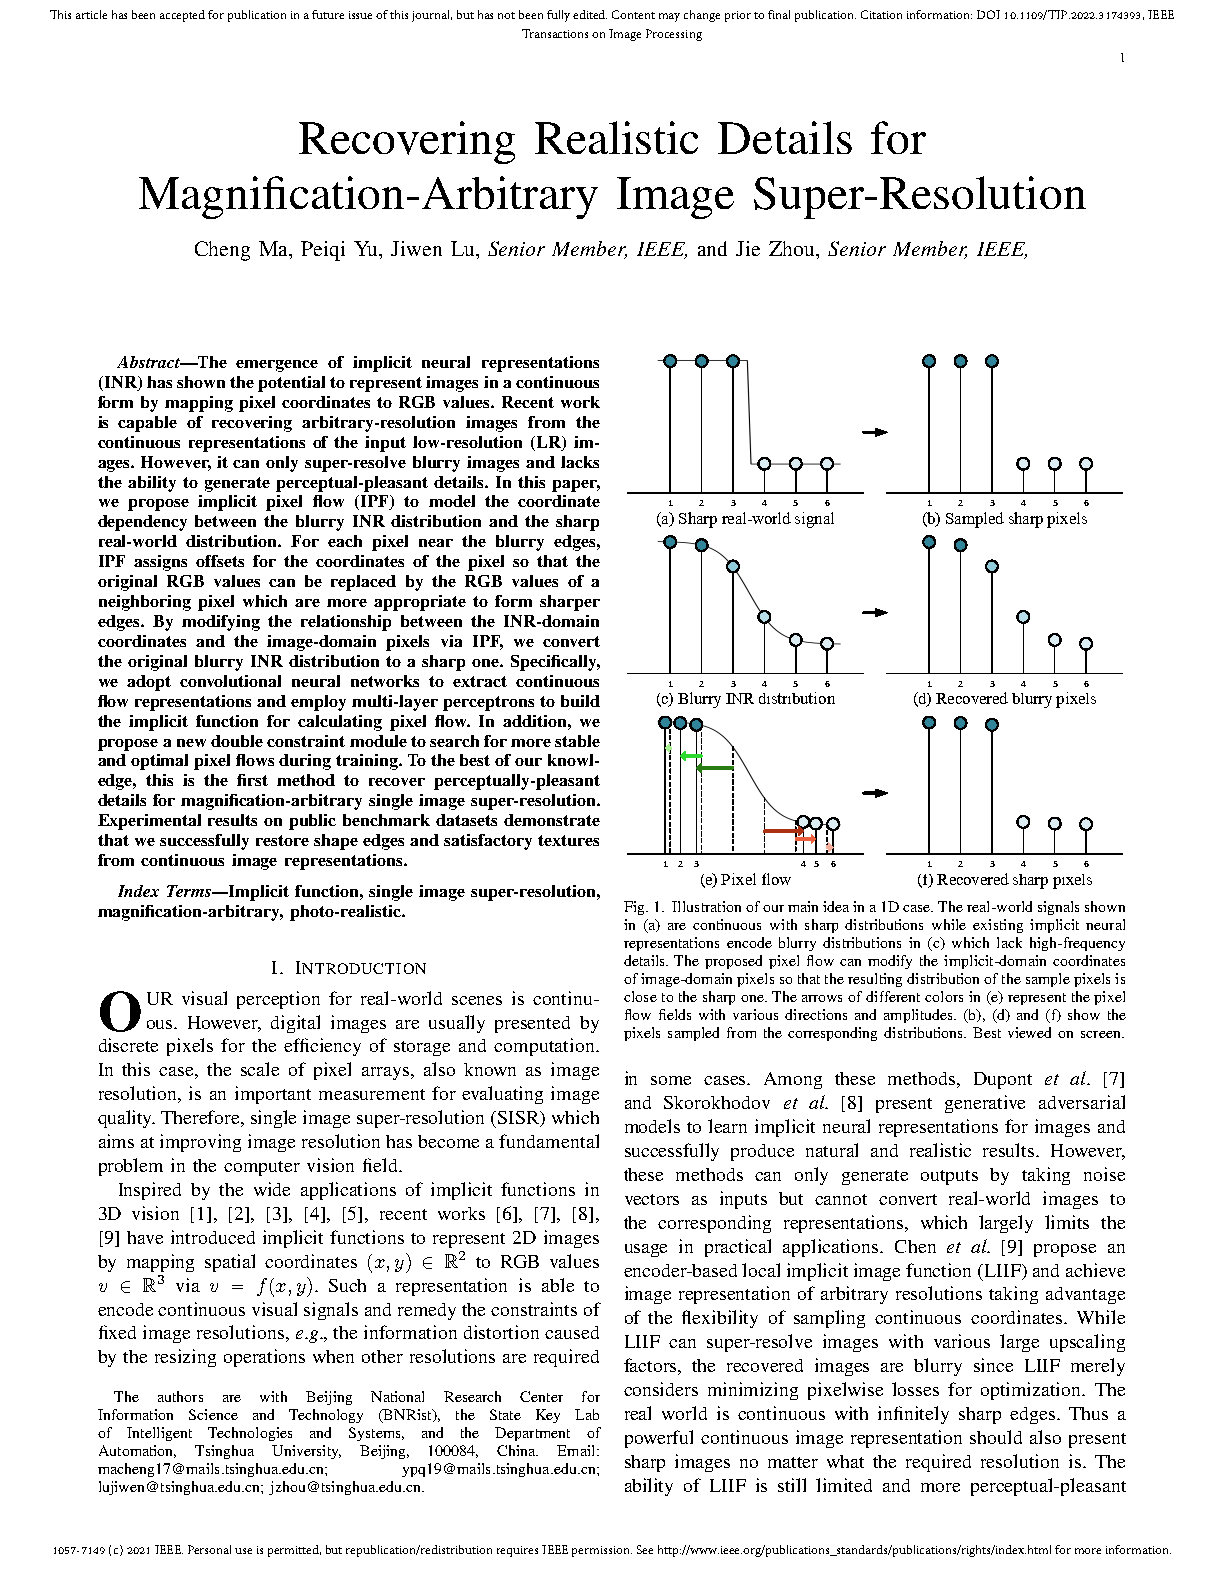 This article has been accepted for publication in a future issue of this journal, but has not been fully edited. Content may change prior to final publication. Citation information: DOI 10.1109/TIP.2022.3174393, IEEE
Transactions on Image Processing
1
Recovering Realistic Details for
Magnification-Arbitrary Image Super-Resolution
Cheng Ma, Peiqi Yu, Jiwen Lu, Senior Member, IEEE, and Jie Zhou, Senior Member, IEEE,
Abstract—The emergence of implicit neural representations
(INR) has shown the potential to represent images in a continuous
form by mapping pixel coordinates to RGB values. Recent work
is capable of recovering arbitrary-resolution images from the
continuous representations of the input low-resolution (LR) im-
ages. However, it can only super-resolve blurry images and lacks
the ability to generate perceptual-pleasant details. In this paper,
we propose implicit pixel flow (IPF) to model the coordinate
dependency between the blurry INR distribution and the sharp
real-world distribution. For each pixel near the blurry edges,
IPF assigns offsets for the coordinates of the pixel so that the
original RGB values can be replaced by the RGB values of a
neighboring pixel which are more appropriate to form sharper
edges. By modifying the relationship between the INR-domain
coordinates and the image-domain pixels via IPF, we convert
the original blurry INR distribution to a sharp one. Specifically,
we adopt convolutional neural networks to extract continuous
flow representations and employ multi-layer perceptrons to build
the implicit function for calculating pixel flow. In addition, we
propose a new double constraint module to search for more stable
and optimal pixel flows during training. To the best of our knowl-
edge, this is the first method to recover perceptually-pleasant
details for magnification-arbitrary single image super-resolution.
Experimental results on public benchmark datasets demonstrate
that we successfully restore shape edges and satisfactory textures
from continuous image representations.
Index Terms—Implicit function, single image super-resolution,
magnification-arbitrary, photo-realistic.
I. INTRODUCTION
OUR visual perception for real-world scenes is continu-
ous. However, digital images are usually presented by
discrete pixels for the efficiency of storage and computation.
In this case, the scale of pixel arrays, also known as image
resolution, is an important measurement for evaluating image
quality. Therefore, single image super-resolution (SISR) which
aims at improving image resolution has become a fundamental
problem in the computer vision field.
Inspired by the wide applications of implicit functions in
3D vision [1], [2], [3], [4], [5], recent works [6], [7], [8],
[9] have introduced implicit functions to represent 2D images
by mapping spatial coordinates (x, y) ∈ ℝ² to RGB values
v ∈ ℝ³ via v = f(x, y). Such a representation is able to
encode continuous visual signals and remedy the constraints of
fixed image resolutions, e.g., the information distortion caused
by the resizing operations when other resolutions are required
The authors are with Beijing National Research Center for
Information Science and Technology (BNRist), the State Key Lab
of Intelligent Technologies and Systems, and the Department of
Automation, Tsinghua University, Beijing, 100084, China. Email:
macheng17@mails.tsinghua.edu.cn; ypq19@mails.tsinghua.edu.cn;
lujiwen@tsinghua.edu.cn; jzhou@tsinghua.edu.cn.
1 2 3 4 5 6
1 2 3 4 5 6
(a) Sharp real-world signal
(b) Sampled sharp pixels
1 2 3 4 5 6
1 2 3 4 5 6
(c) Blurry INR distribution
(d) Recovered blurry pixels
1 2 3 4 5 6
1 2 3 4 5 6
(e) Pixel flow
(f) Recovered sharp pixels
Fig. 1. Illustration of our main idea in a 1D case. The real-world signals shown
in (a) are continuous with sharp distributions while existing implicit neural
representations encode blurry distributions in (c) which lack high-frequency
details. The proposed pixel flow can modify the implicit-domain coordinates
of image-domain pixels so that the resulting distribution of the sample pixels is
close to the sharp one. The arrows of different colors in (e) represent the pixel
flow fields with various directions and amplitudes. (b), (d) and (f) show the
pixels sampled from the corresponding distributions. Best viewed on screen.
in some cases. Among these methods, Dupont et al. [7]
and Skorokhodov et al. [8] present generative adversarial
models to learn implicit neural representations for images and
successfully produce natural and realistic results. However,
these methods can only generate outputs by taking noise
vectors as inputs but cannot convert real-world images to
the corresponding representations, which largely limits the
usage in practical applications. Chen et al. [9] propose an
encoder-based local implicit image function (LIIF) and achieve
image representation of arbitrary resolutions taking advantage
of the flexibility of sampling continuous coordinates. While
LIIF can super-resolve images with various large upscaling
factors, the recovered images are blurry since LIIF merely
considers minimizing pixelwise losses for optimization. The
real world is continuous with infinitely sharp edges. Thus a
powerful continuous image representation should also present
sharp images no matter what the required resolution is. The
ability of LIIF is still limited and more perceptual-pleasant
1057-7149 (c) 2021 IEEE. Personal use is permitted, but republication/redistribution requires IEEE permission. See http://www.ieee.org/publications_standards/publications/rights/index.html for more information.